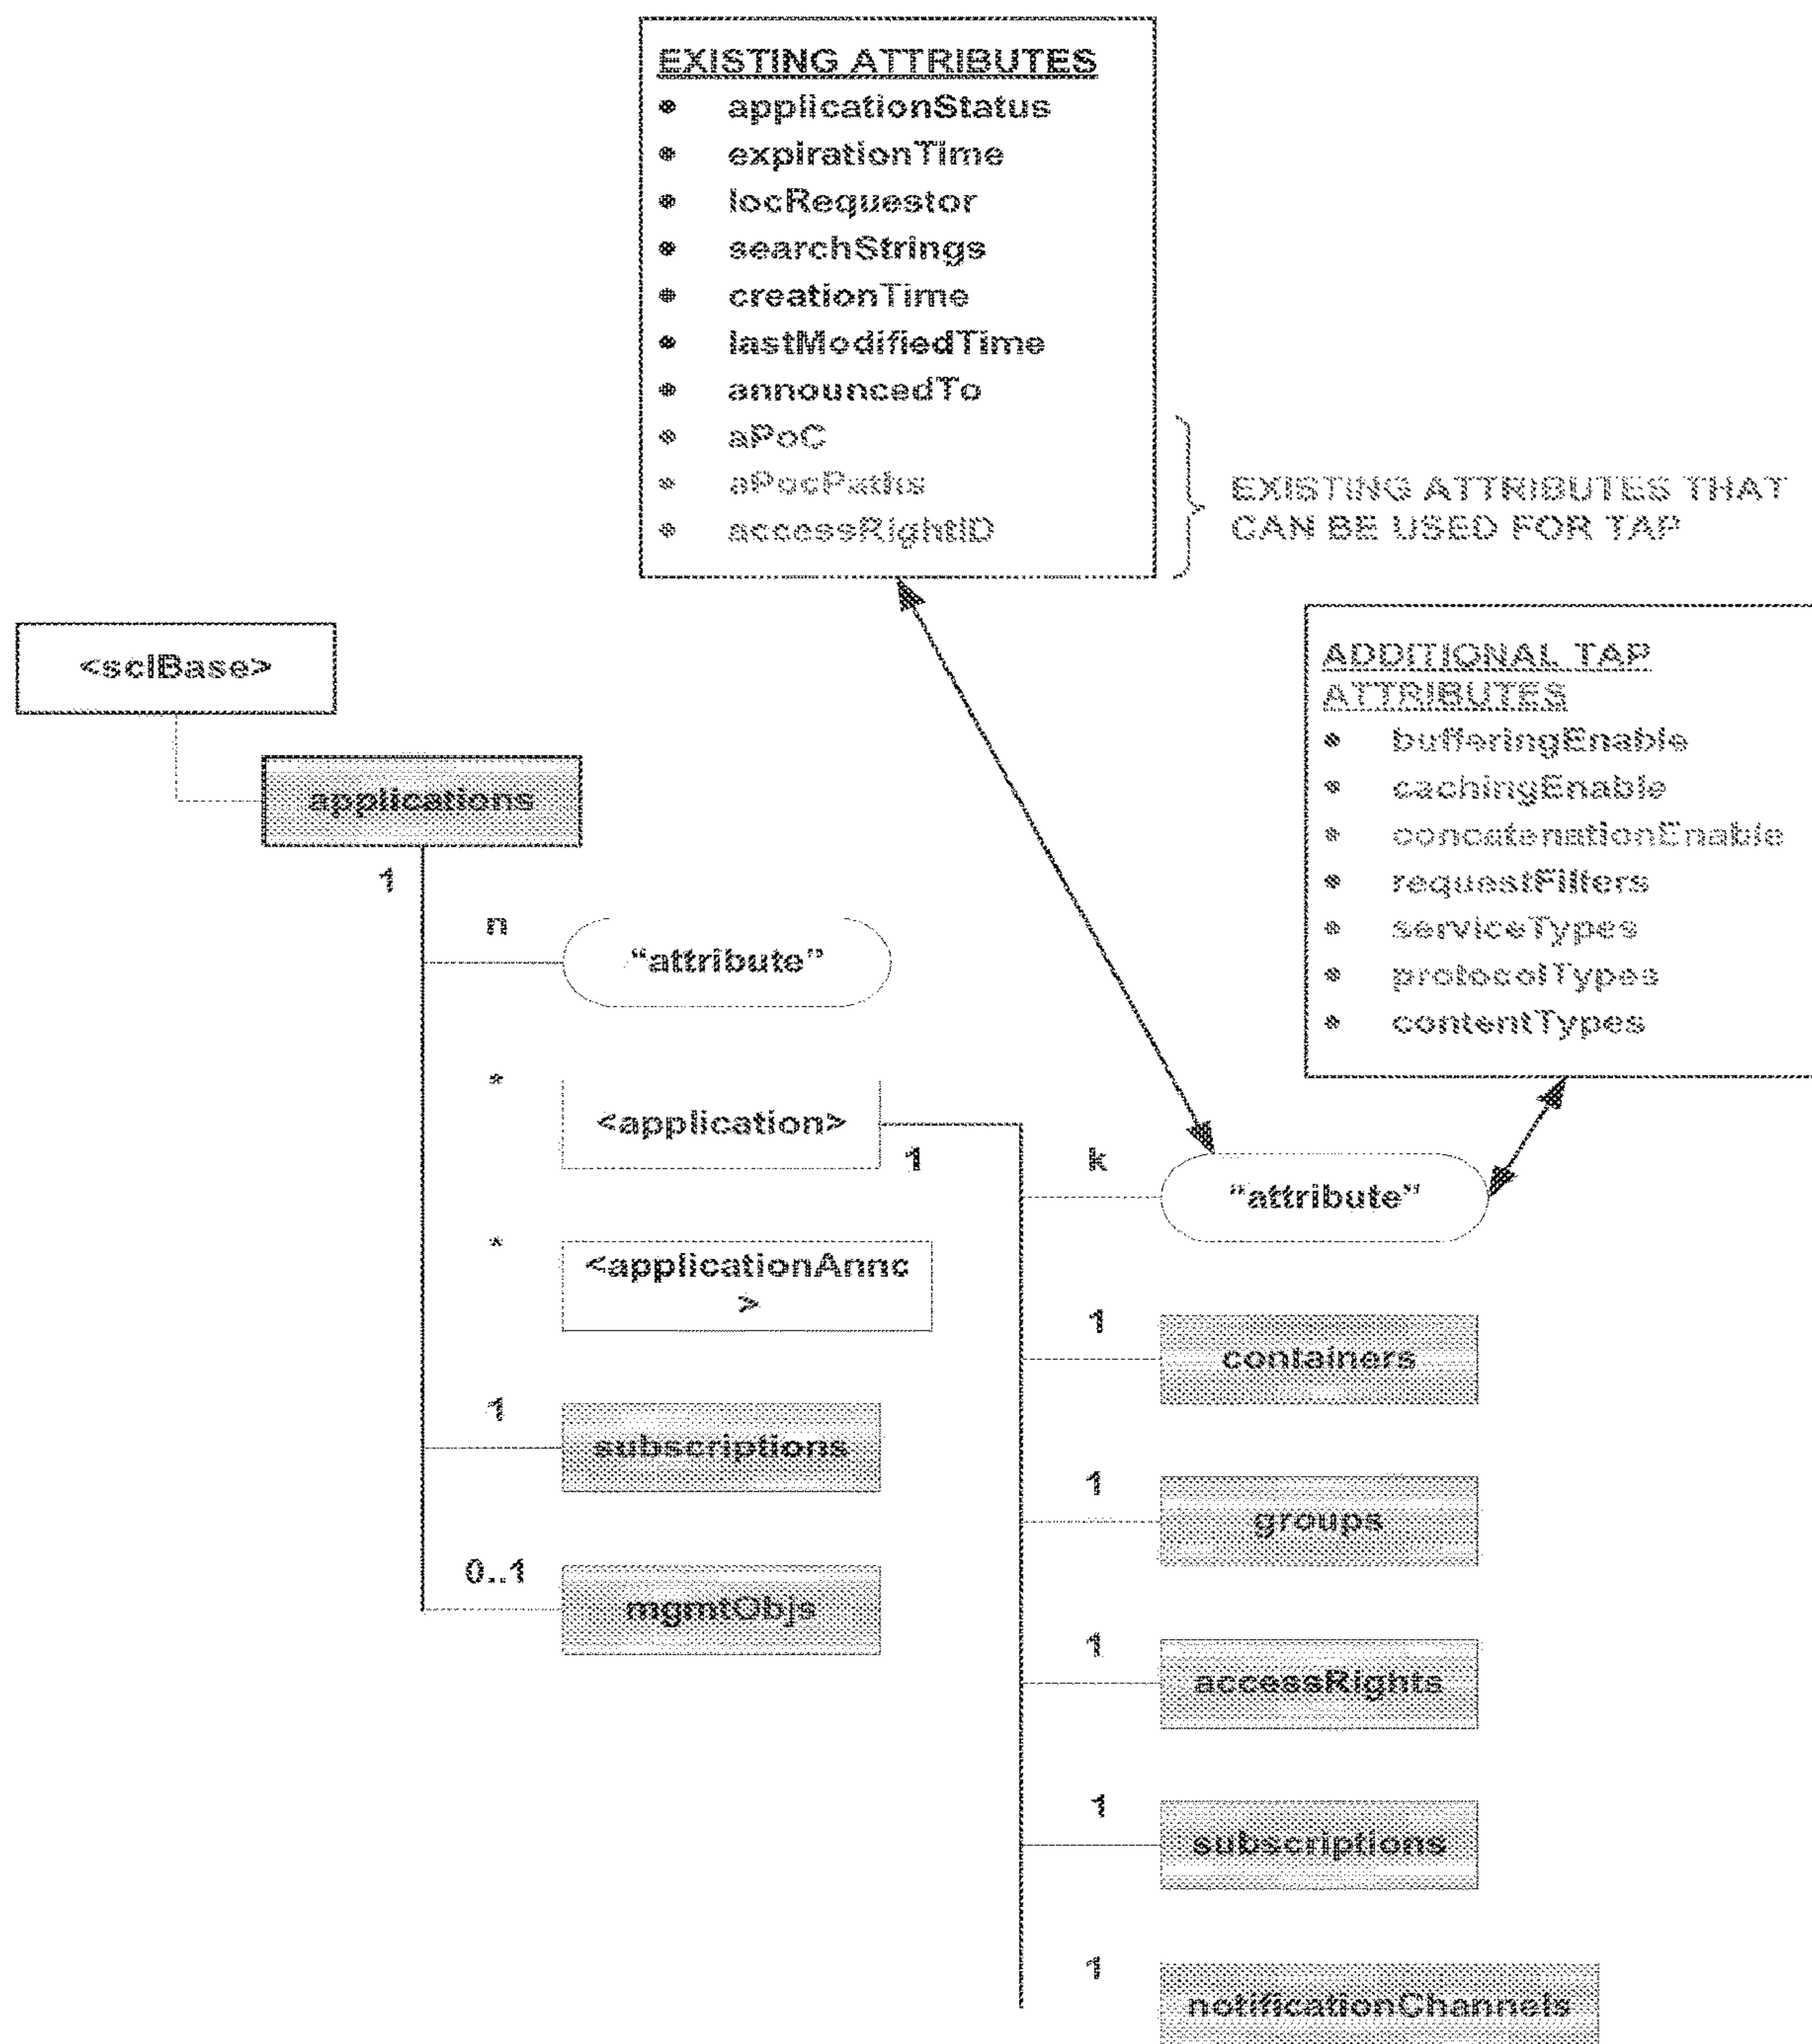 EXISTING ATTRIBUTES
• applicationStatus
• expirationTime
• locRequestor
• searchStrings
• creationTime
• lastModifiedTime
• announcedTo
• aPoC
• aPocPaths
• accessRightID
EXISTING ATTRIBUTES THAT
CAN BE USED FOR TAP
<sclBase>
ADDITIONAL TAP
ATTRIBUTES
• bufferingEnable
• cachingEnable
• concatenationEnable
• requestFilters
• serviceTypes
• protocolTypes
• contentTypes
applications
1
n
"attribute"
*
<application>
1
k
"attribute"
*
<applicationAnnc
>
1
containers
1
subscriptions
1
groups
0..1
mgmtObjs
1
accessRights
1
subscriptions
1
notificationChannels